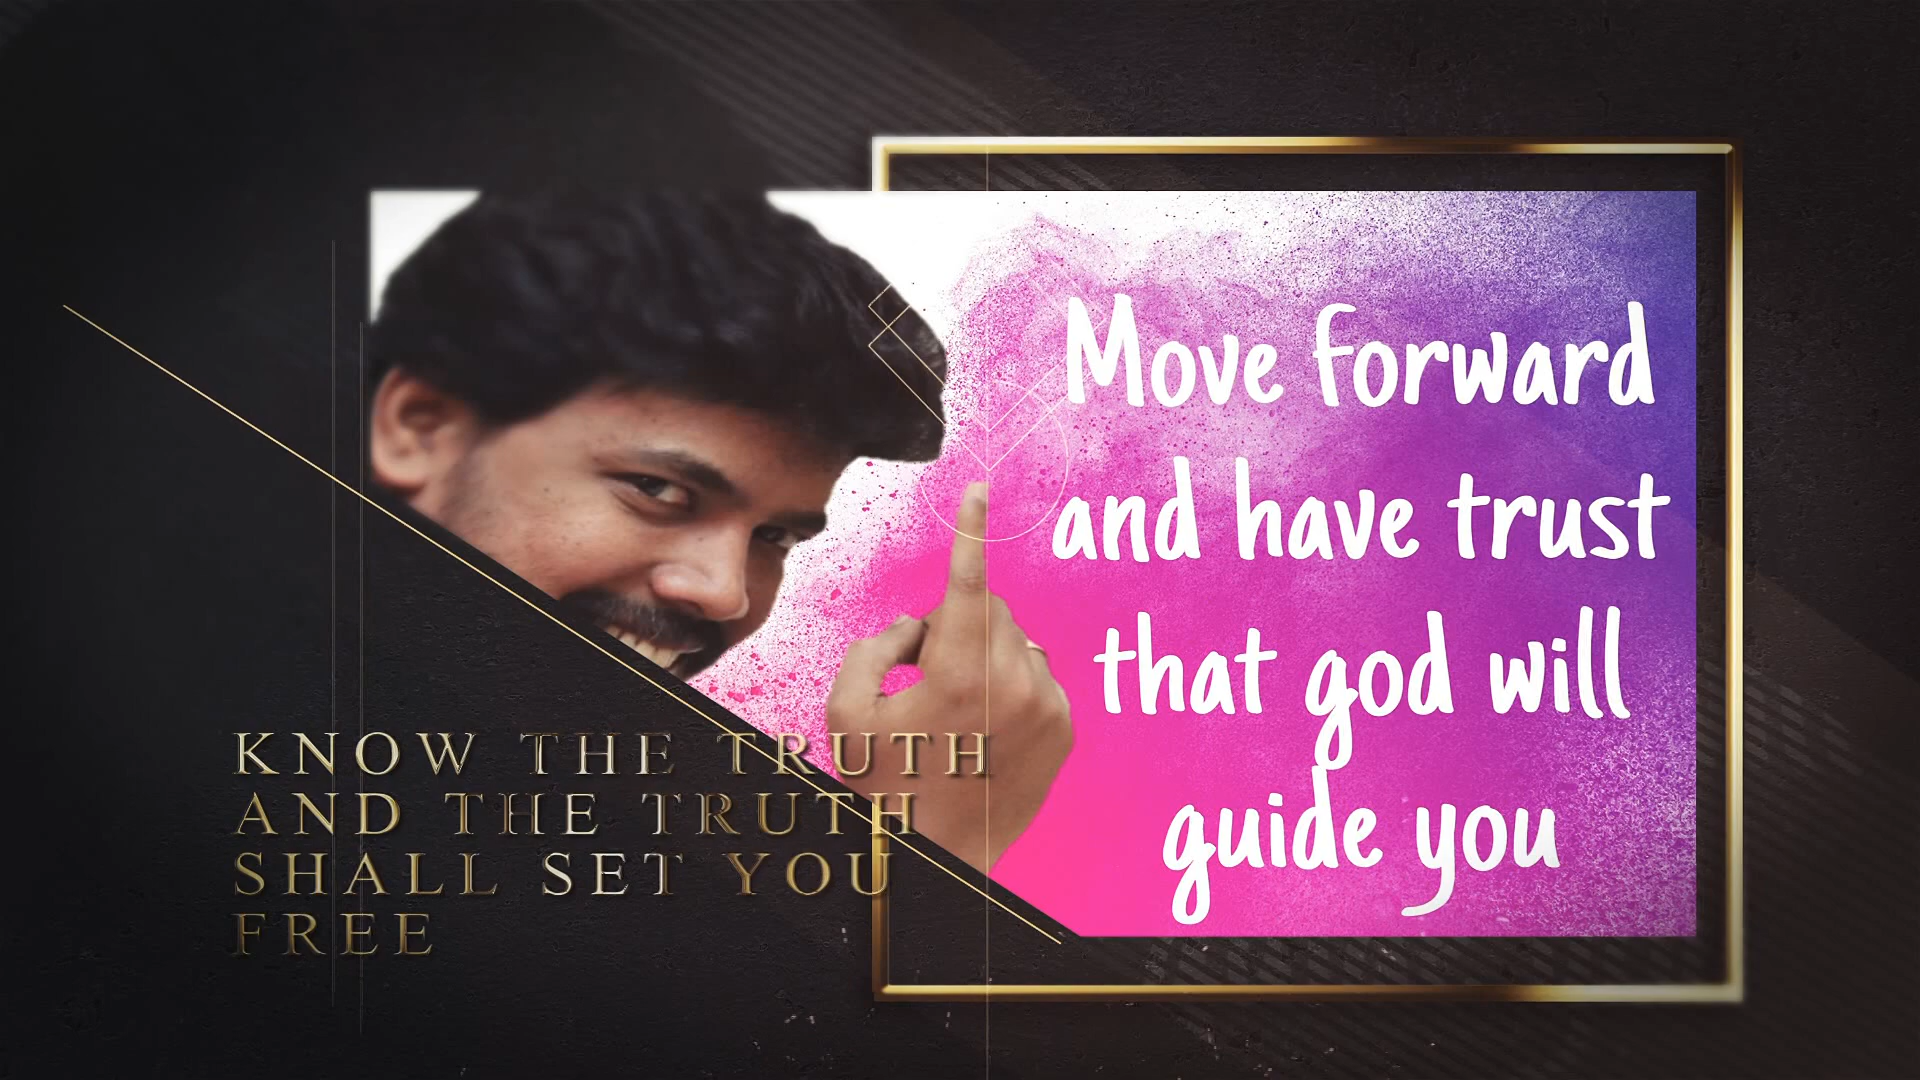 Move forward
and have trust
that god will
guide you
KNOW THE TRUTH
AND THE TRUTH
SHALL SET YOU
FREE